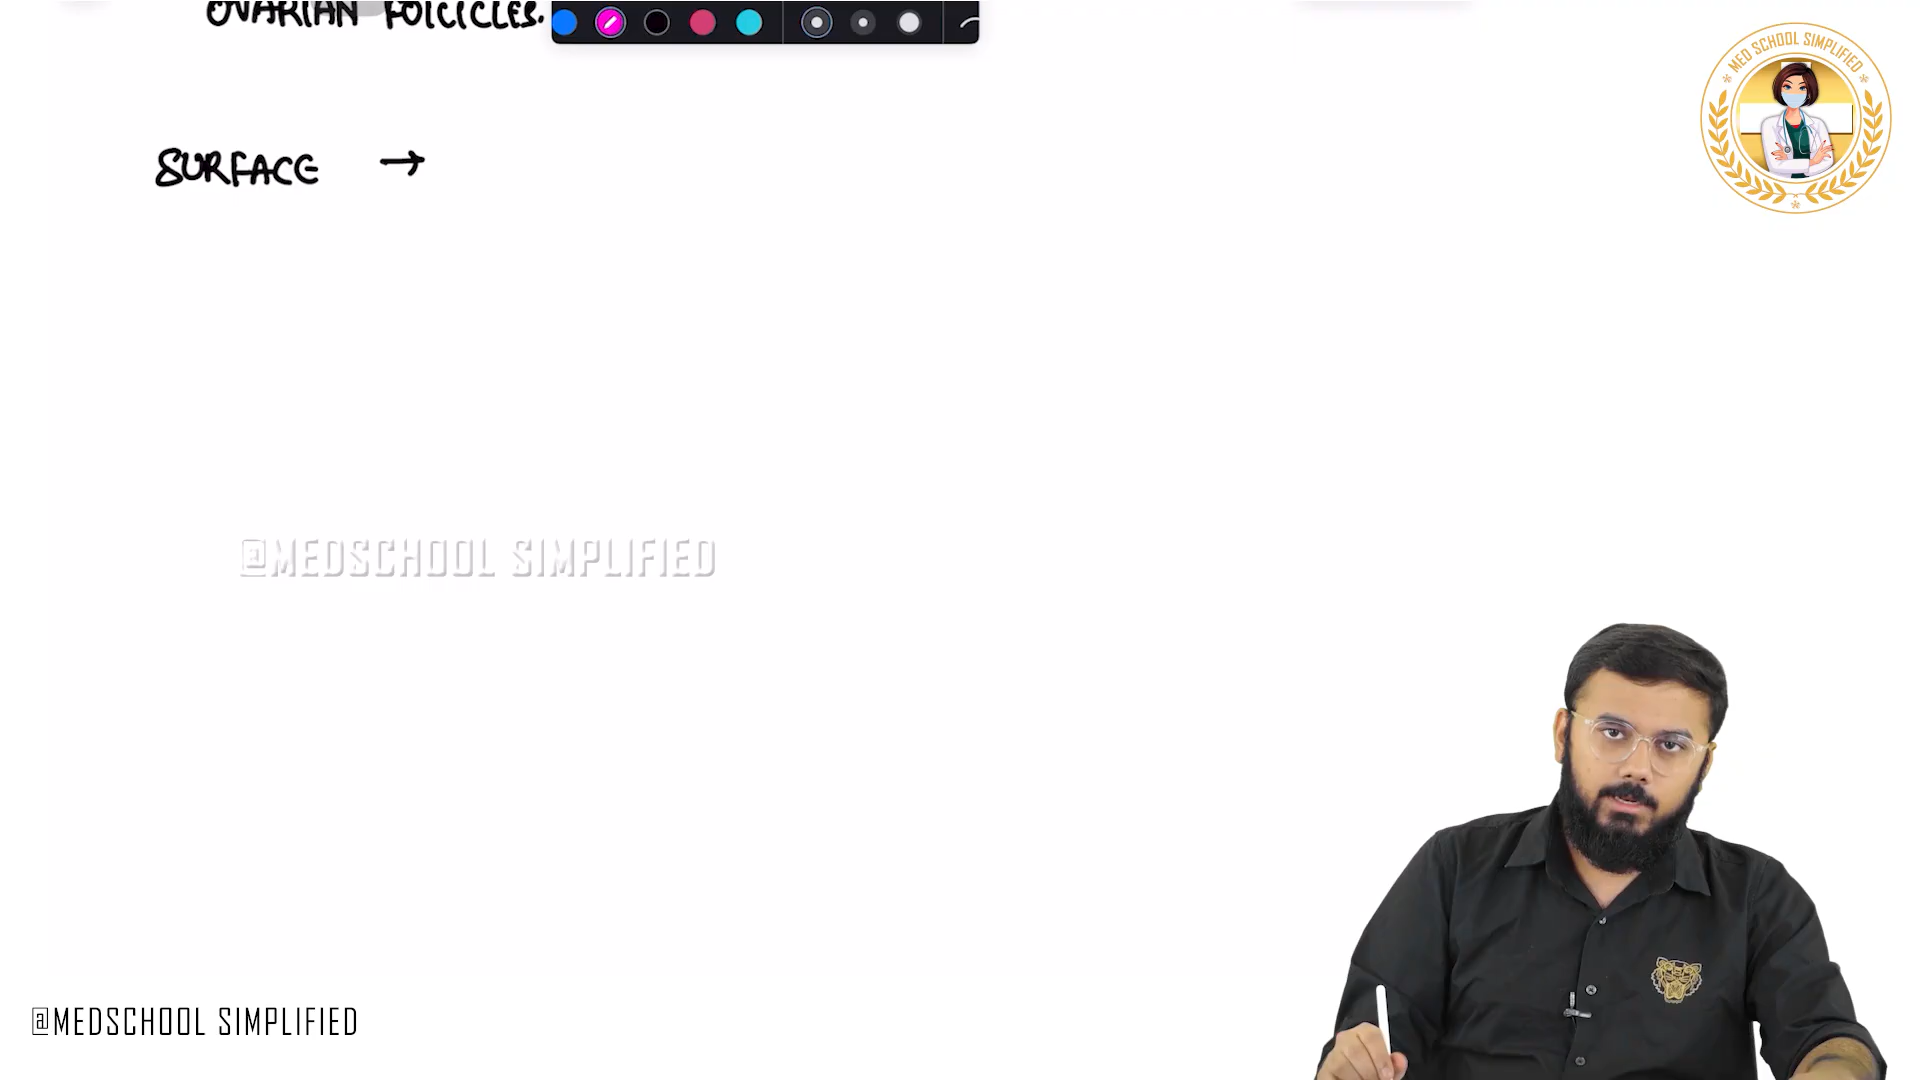 OVARIAN FOLLICLES.
SURFACE →
MED SCHOOL SIMPLIFIED
@MEDSCHOOL SIMPLIFIED
@MEDSCHOOL SIMPLIFIED